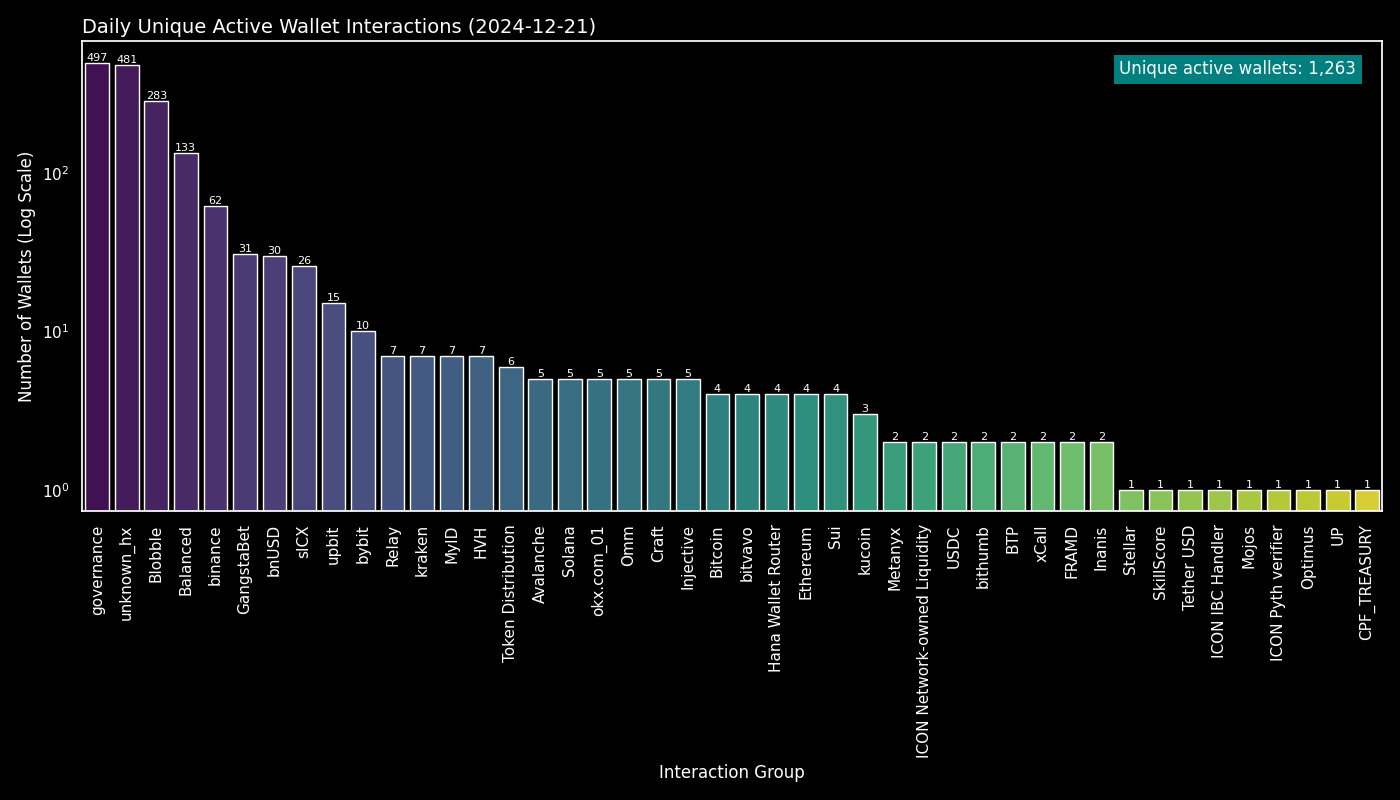 Daily Unique Active Wallet Interactions (2024-12-21)
Unique active wallets: 1,263
Number of Wallets (Log Scale)
10²
10¹
10⁰
497
481
283
133
62
31
30
26
15
10
7
7
7
7
6
5
5
5
5
5
5
4
4
4
4
4
3
2
2
2
2
2
2
2
2
1
1
1
1
1
1
1
1
1
governance
unknown_hx
Blobble
Balanced
binance
GangstaBet
bnUSD
sICX
upbit
bybit
Relay
kraken
MyID
HVH
Token Distribution
Avalanche
Solana
okx.com_01
Omm
Craft
Injective
Bitcoin
bitvavo
Hana Wallet Router
Ethereum
Sui
kucoin
Metanyx
ICON Network-owned Liquidity
USDC
bithumb
BTP
xCall
FRAMD
Inanis
Stellar
SkillScore
Tether USD
ICON IBC Handler
Mojos
ICON Pyth verifier
Optimus
UP
CPF_TREASURY
Interaction Group